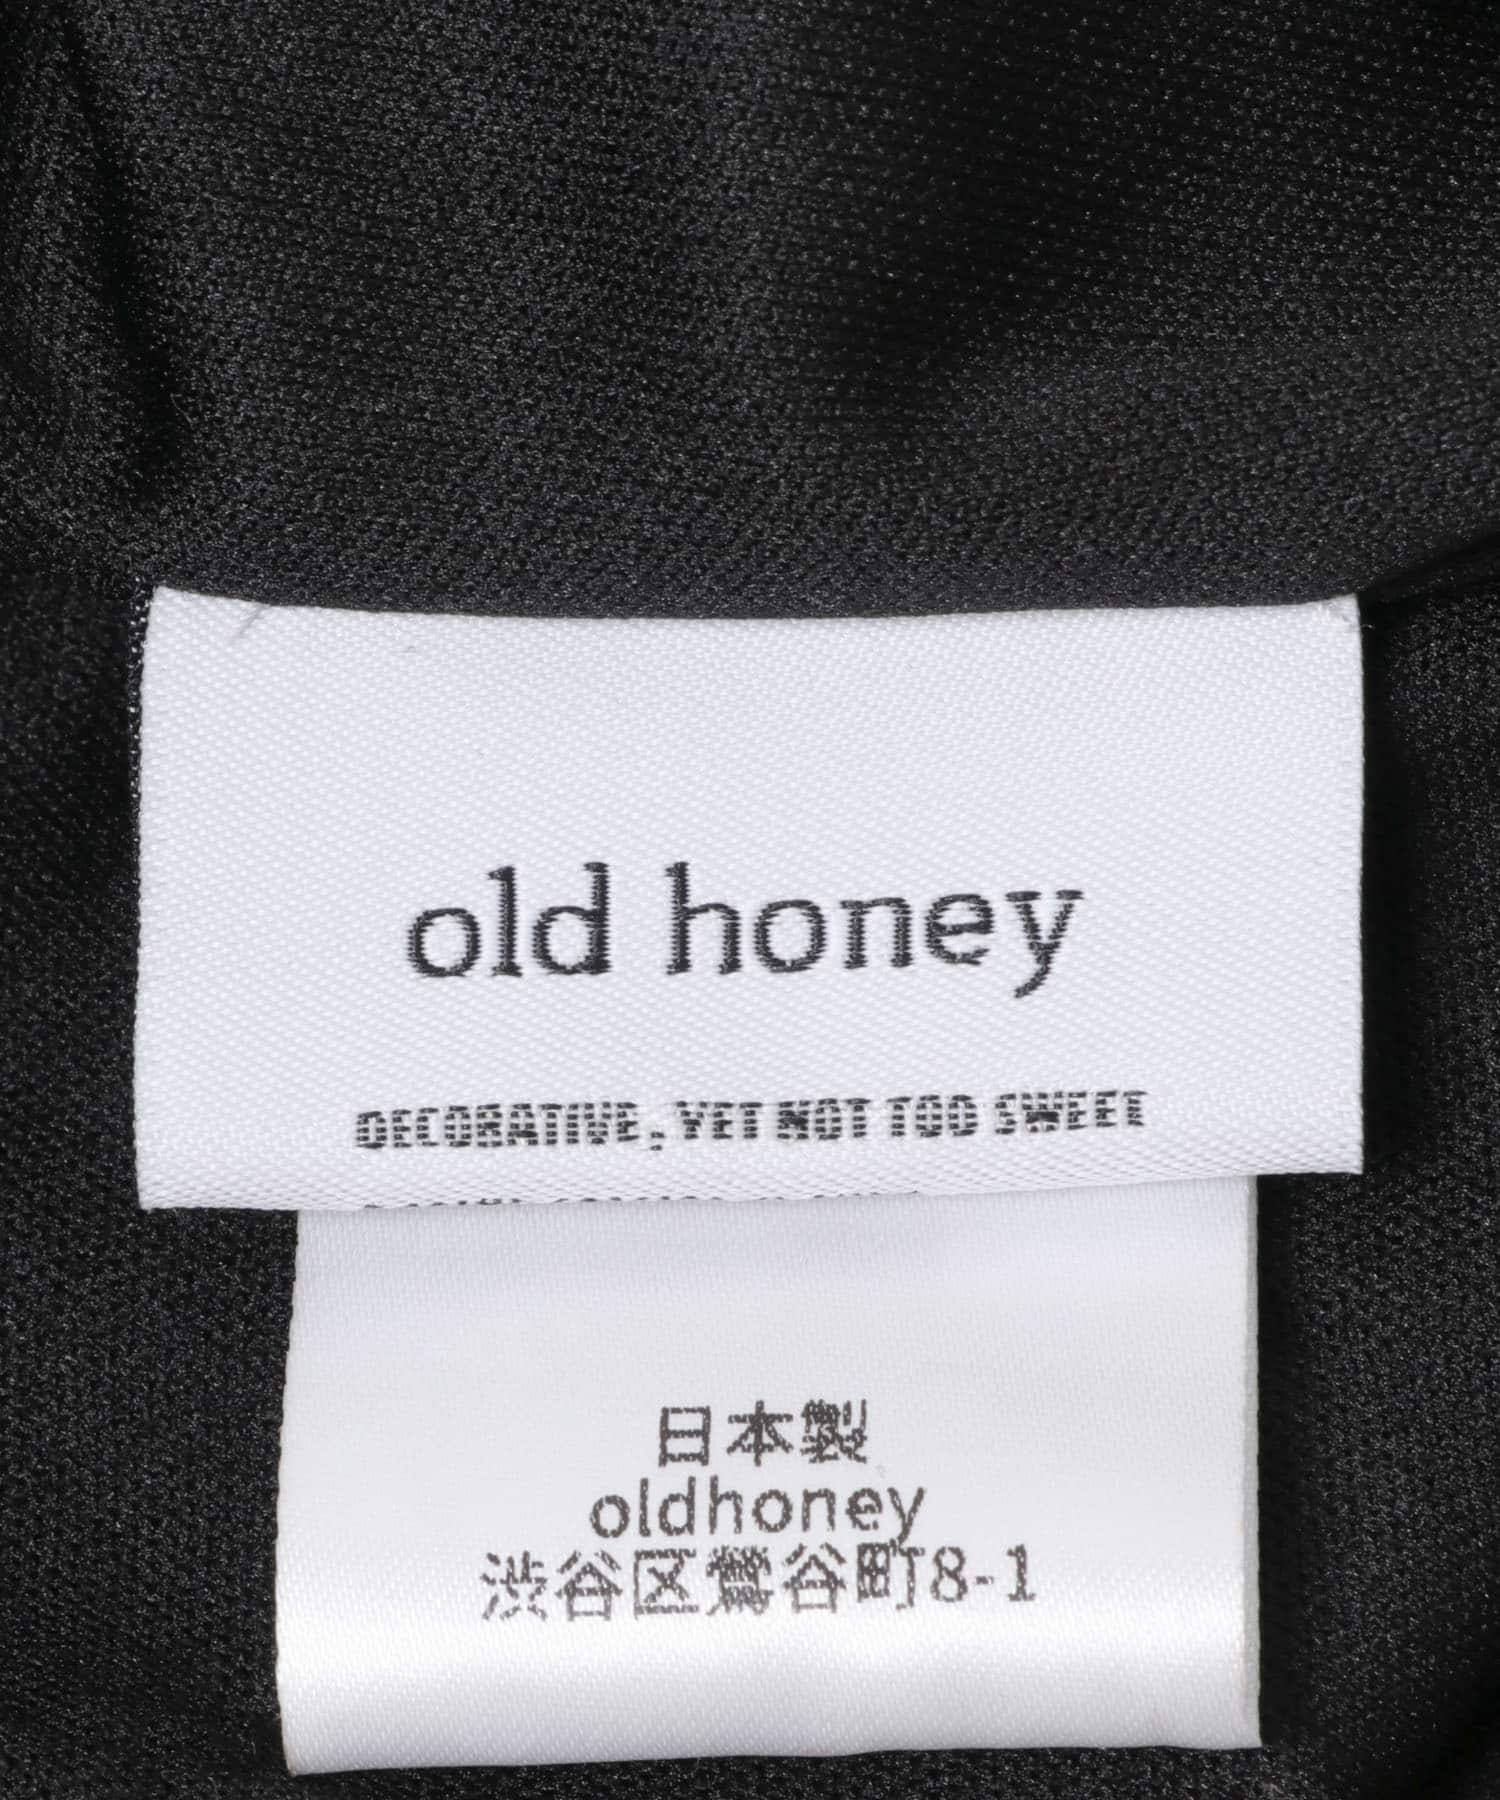 old honey
DECORATIVE, YET NOT TOO SWEET
日本製
oldhoney
渋谷区鶯谷町8-1